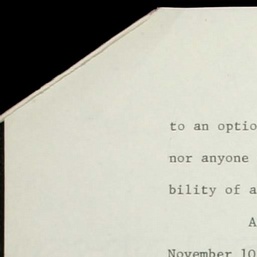 to an optio
nor anyone
bility of a
A
November 10